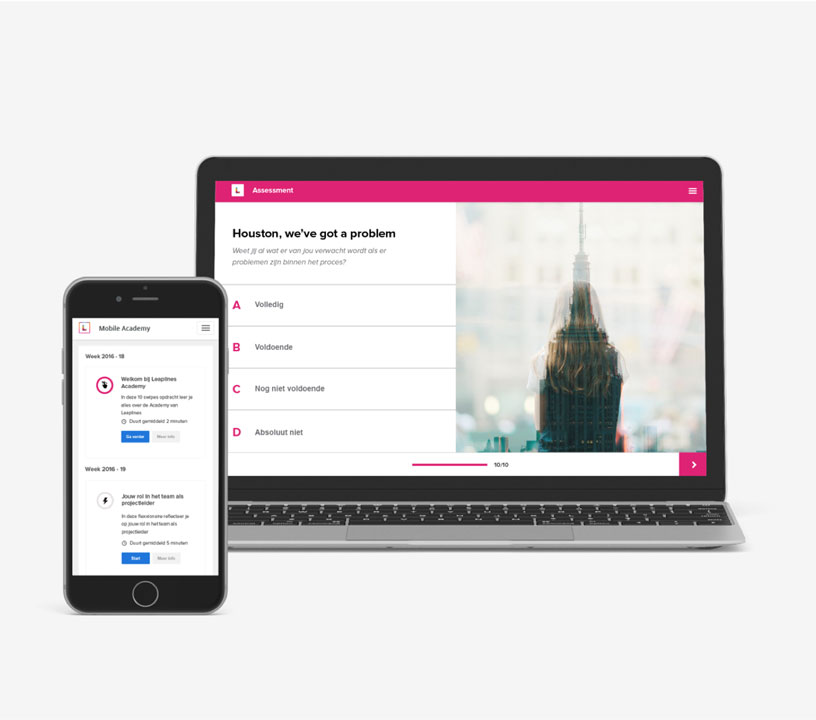 L Assessment
Houston, we've got a problem
Weet jij al wat er van jou verwacht wordt als er
problemen zijn binnen het proces?
A Volledig
B Voldoende
C Nog niet voldoende
D Absoluut niet
10/10
L Mobile Academy
Week 2016 - 18
Welkom bij Leaplines
Academy
In deze 10 swipes opdracht leer je
alles over de Academy van
Leaplines
Duurt gemiddeld 2 minuten
Ga verder Meer info
Week 2016 - 19
Jouw rol in het team als
projectleider
In deze flexionone reflecteer je
op jouw rol in het team als
projectleider
Duurt gemiddeld 5 minuten
Start Meer info